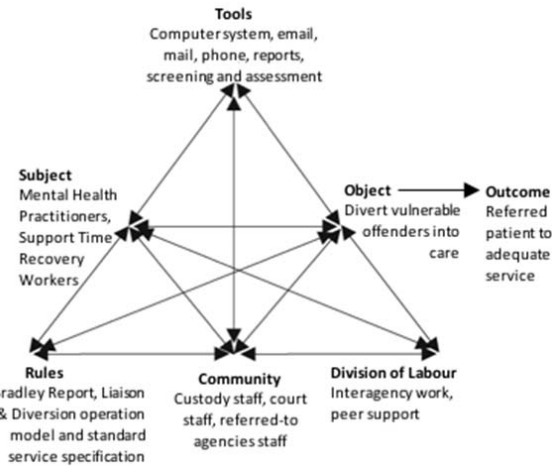 Tools
Computer system, email,
mail, phone, reports,
screening and assessment
Subject
Mental Health
Practitioners,
Support Time
Recovery
Workers
Object
Divert vulnerable
offenders into
care
Outcome
Referred
patient to
adequate
service
Rules
radley Report, Liaison
& Diversion operation
model and standard
service specification
Community
Custody staff, court
staff, referred-to
agencies staff
Division of Labour
Interagency work,
peer support